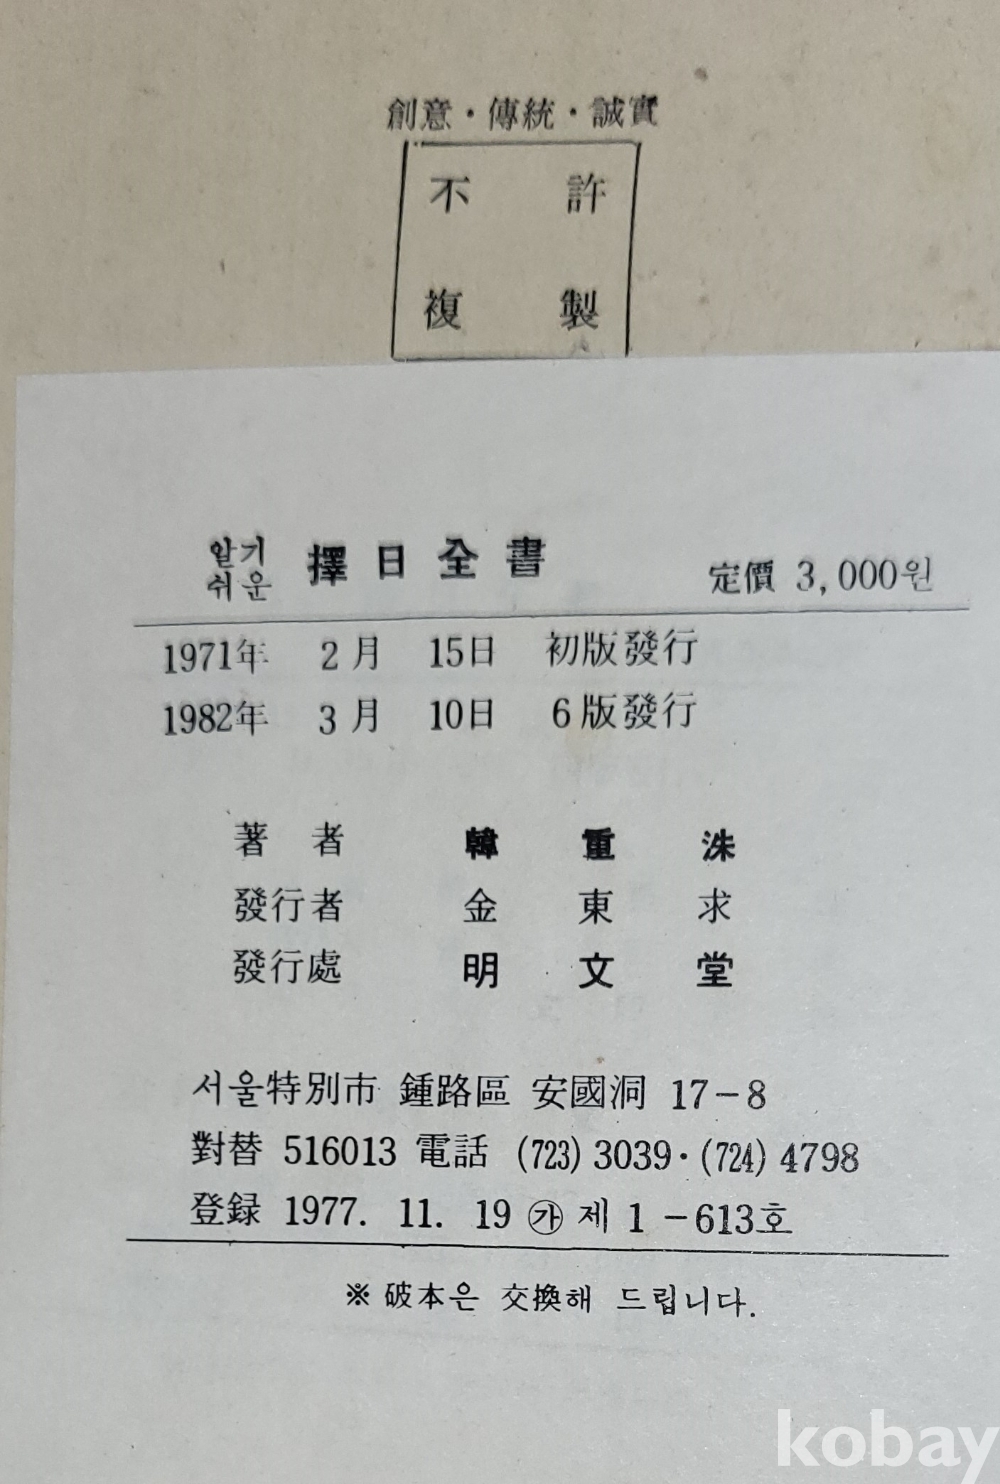 創意·傳統·誠實
不許
複製
알기
쉬운 擇日全書 定價 3,000원
1971年 2月 15日 初版發行
1982年 3月 10日 6版發行
著者 韓重洙
發行者 金東求
發行處 明文堂
서울特別市 鍾路區 安國洞 17-8
對替 516013 電話 (723) 3039·(724) 4798
登録 1977. 11. 19 ㉮ 제 1-613호
※ 破本은 交換해 드립니다.
kobay